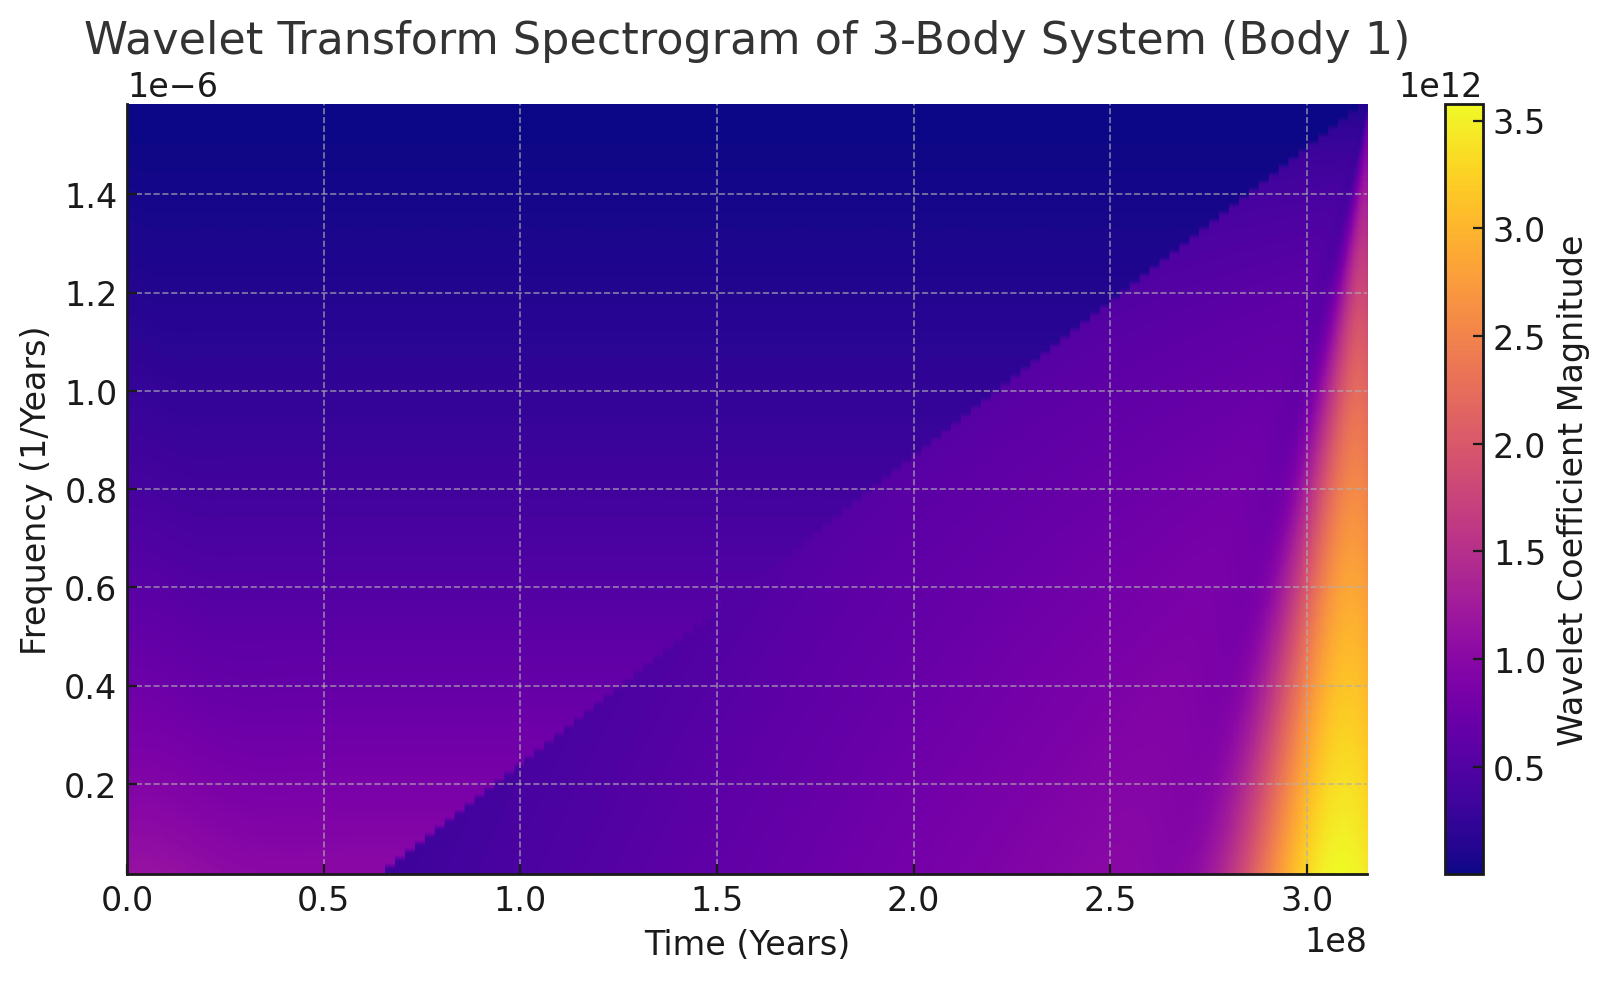 Wavelet Transform Spectrogram of 3-Body System (Body 1)
1e−6
1e12
1.4
1.2
1.0
0.8
0.6
0.4
0.2
Frequency (1/Years)
0.0 0.5 1.0 1.5 2.0 2.5 3.0
1e8
Time (Years)
3.5
3.0
2.5
2.0
1.5
1.0
0.5
Wavelet Coefficient Magnitude